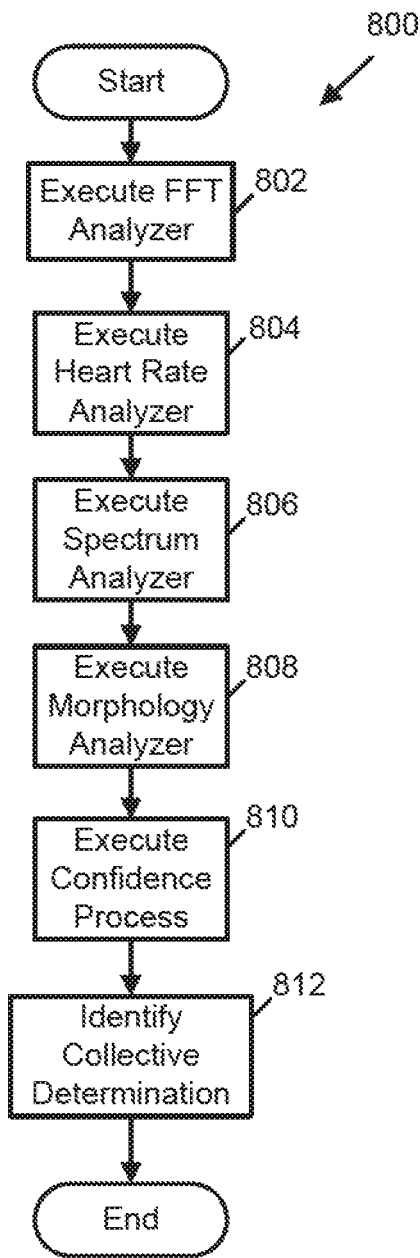 800
Start
Execute FFT
Analyzer
802
Execute
Heart Rate
Analyzer
804
Execute
Spectrum
Analyzer
806
Execute
Morphology
Analyzer
808
Execute
Confidence
Process
810
Identify
Collective
Determination
812
End